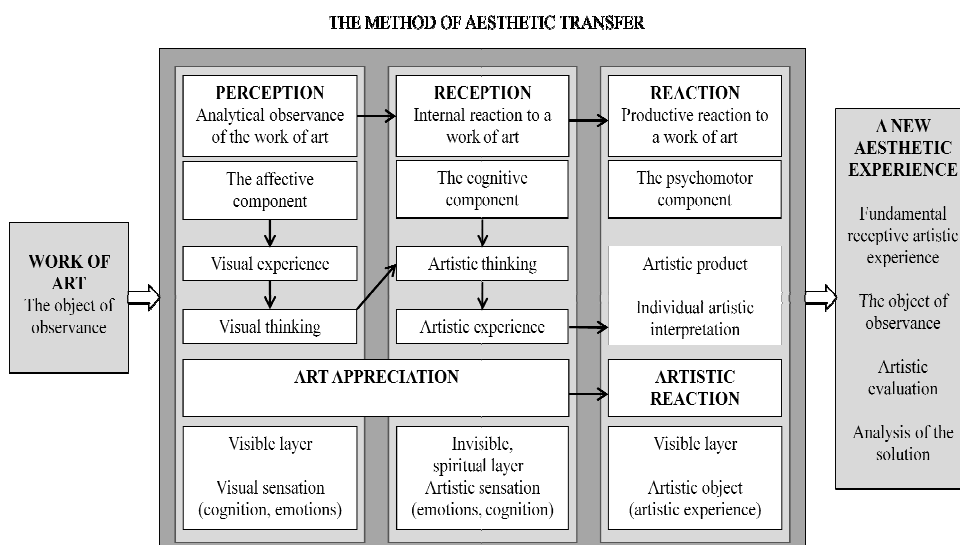 THE METHOD OF AESTHETIC TRANSFER
WORK OF
ART
The object of
observance
PERCEPTION
Analytical observance
of the work of art
The affective
component
Visual experience
Visual thinking
RECEPTION
Internal reaction to a
work of art
The cognitive
component
Artistic thinking
Artistic experience
REACTION
Productive reaction to
a work of art
The psychomotor
component
Artistic product
Individual artistic
interpretation
ART APPRECIATION
ARTISTIC
REACTION
Visible layer
Visual sensation
(cognition, emotions)
Invisible,
spiritual layer
Artistic sensation
(emotions, cognition)
Visible layer
Artistic object
(artistic experience)
A NEW
AESTHETIC
EXPERIENCE
Fundamental
receptive artistic
experience
The object of
observance
Artistic
evaluation
Analysis of the
solution